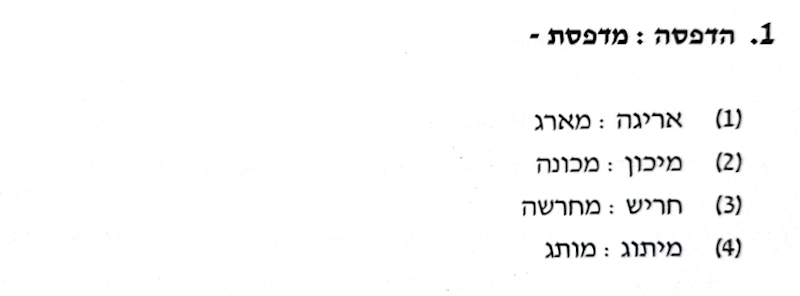 1. הדפסה : מדפסת -
(1) אריגה : מארג
(2) מיכון : מכונה
(3) חריש : מחרשה
(4) מיתוג : מותג